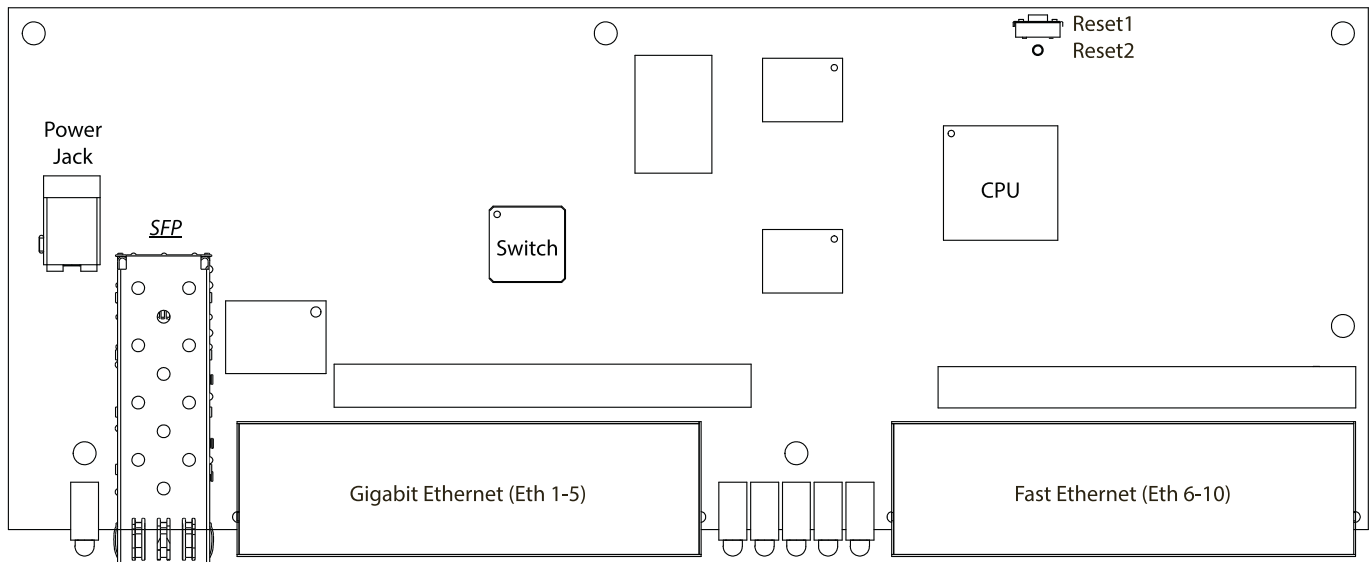 Reset1
Reset2
Power
Jack
CPU
SFP
Switch
Gigabit Ethernet (Eth 1-5)
Fast Ethernet (Eth 6-10)